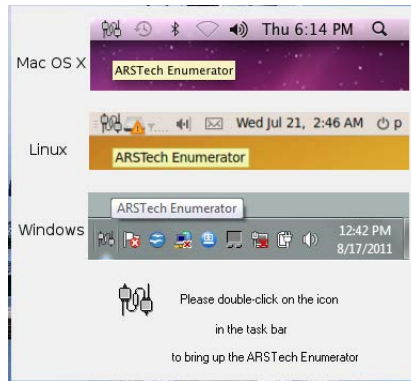 Thu 6:14 PM
Mac OS X
ARSTech Enumerator
Wed Jul 21, 2:46 AM p
Linux
ARSTech Enumerator
ARSTech Enumerator
Windows
12:42 PM
8/17/2011
Please double-click on the icon
in the task bar
to bring up the ARSTech Enumerator